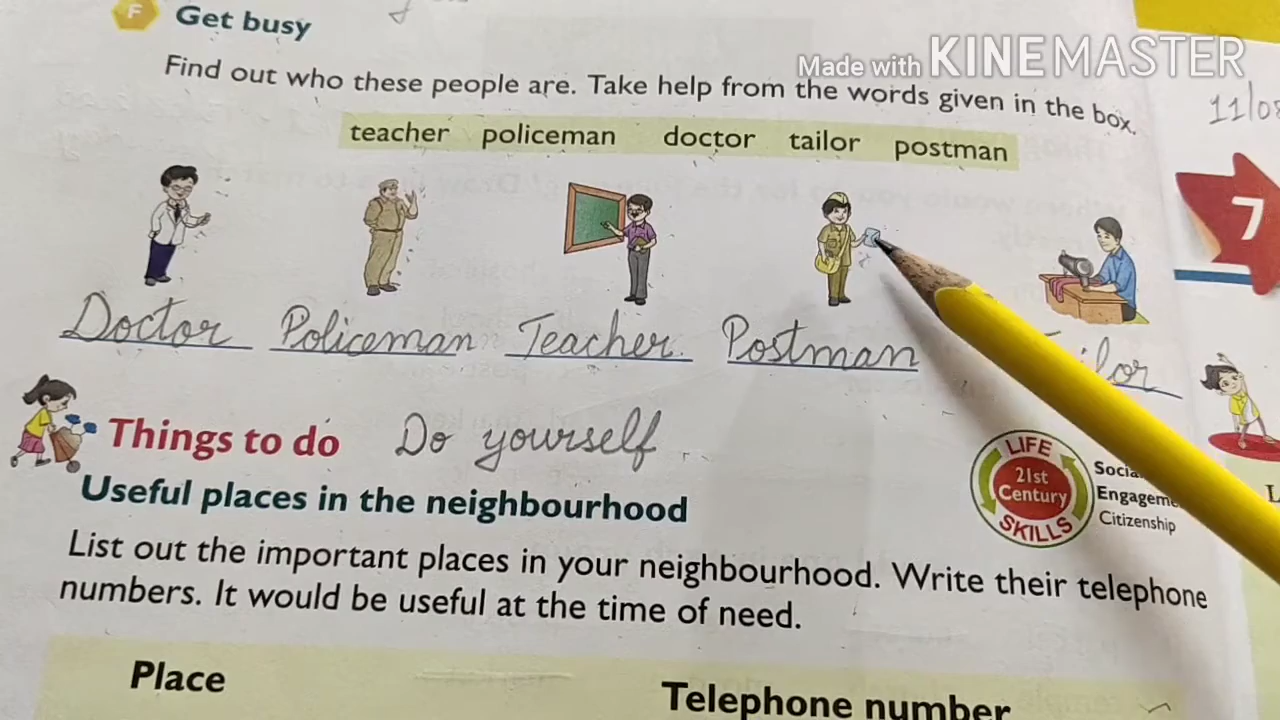 F Get busy
Made with KINEMASTER
Find out who these people are. Take help from the words given in the box.
teacher policeman doctor tailor postman
7
Doctor Policeman Teacher Postman
Things to do Do yourself
LIFE
21st
Century
SKILLS
Engageme
Citizenship
Useful places in the neighbourhood
List out the important places in your neighbourhood. Write their telephone
numbers. It would be useful at the time of need.
Place Telephone number